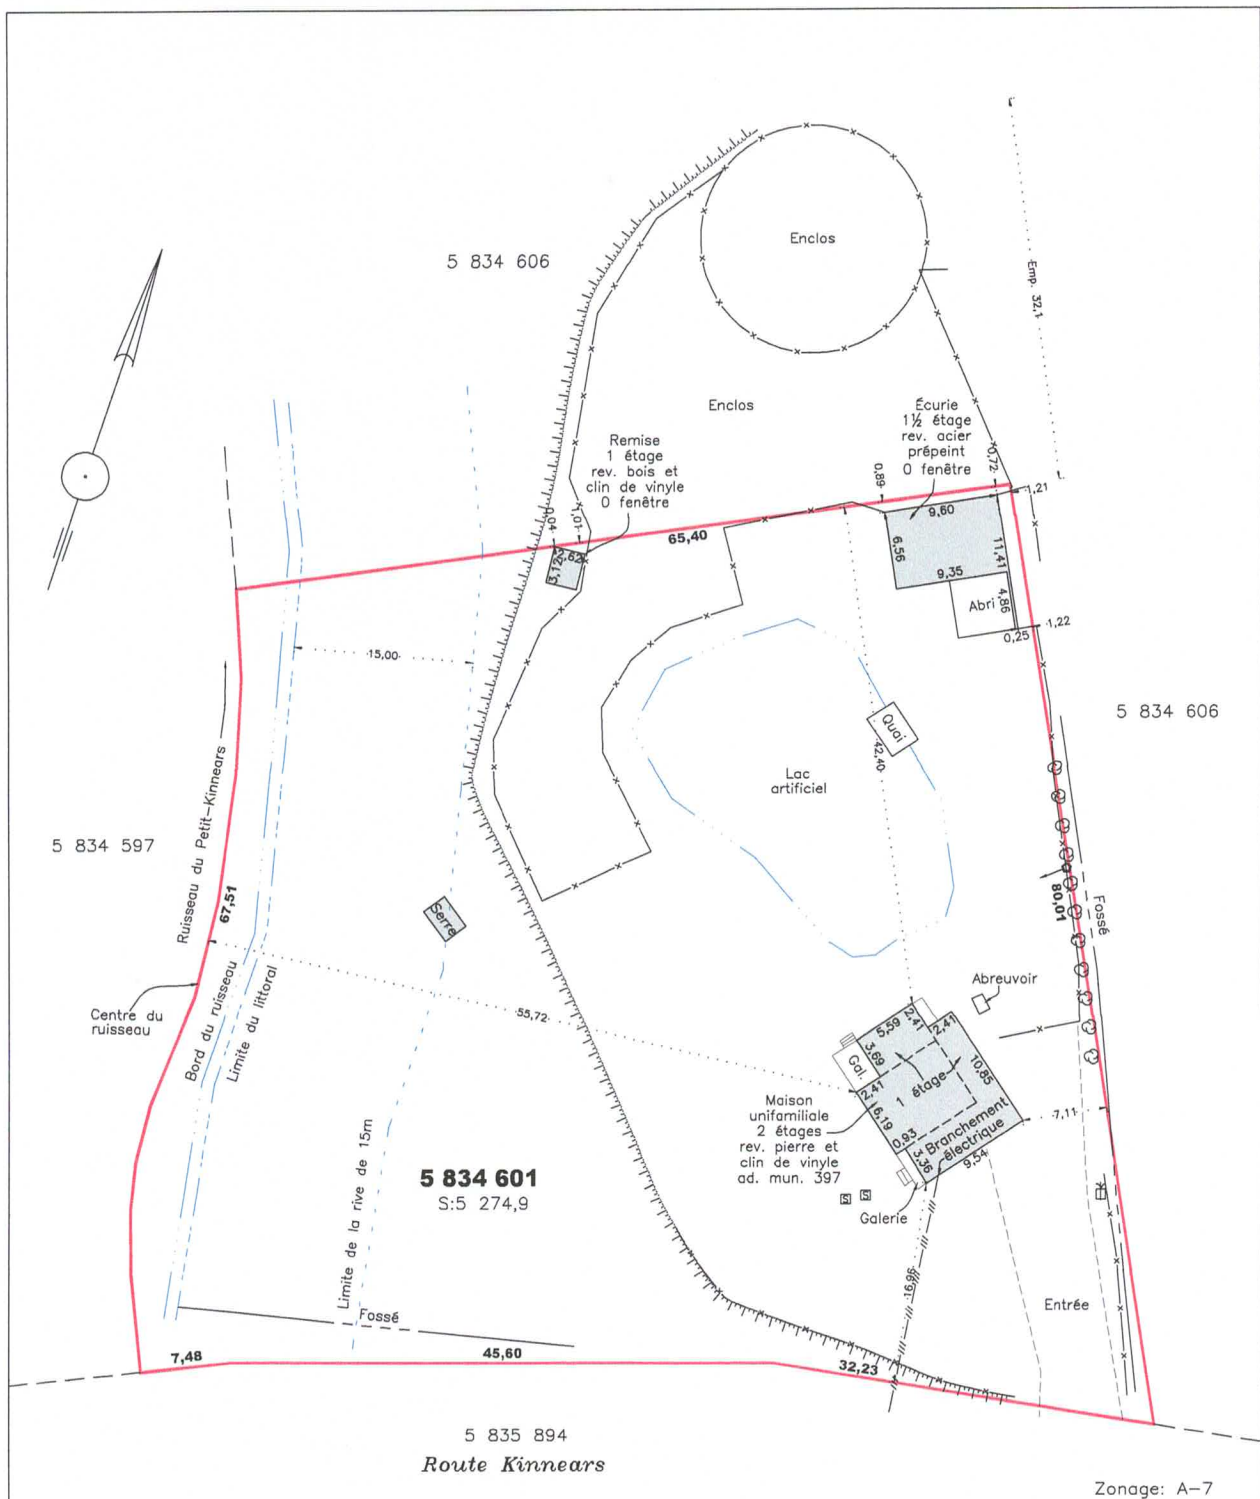 Enclos
Emp. 32,1
5 834 606
Enclos
Écurie
1½ étage
rev. acier
prépeint
0 fenêtre
Remise
1 étage
rev. bois et
clin de vinyle
0 fenêtre
0,04
1,01
0,89
0,72
1,21
65,40
9,60
2,62
3,12
6,56
11,41
9,35
4,86
Abri
0,25
1,22
15,00
5 834 606
Quai
42,40
Lac
artificiel
5 834 597
Ruisseau du Petit-Kinnears
67,51
Serre
80,01
Fossé
Centre du
ruisseau
Bord du ruisseau
Limite du littoral
55,72
Abreuvoir
5,59
2,41
2,41
3,69
Gal.
2,41
1 étage
10,85
6,19
0,93
Branchement
électrique
3,36
9,54
7,11
Maison
unifamiliale
2 étages
rev. pierre et
clin de vinyle
ad. mun. 397
S
S
Galerie
Limite de la rive de 15m
5 834 601
S:5 274,9
16,96
Entrée
Fossé
7,48
45,60
32,23
5 835 894
Route Kinnears
Zonage: A-7